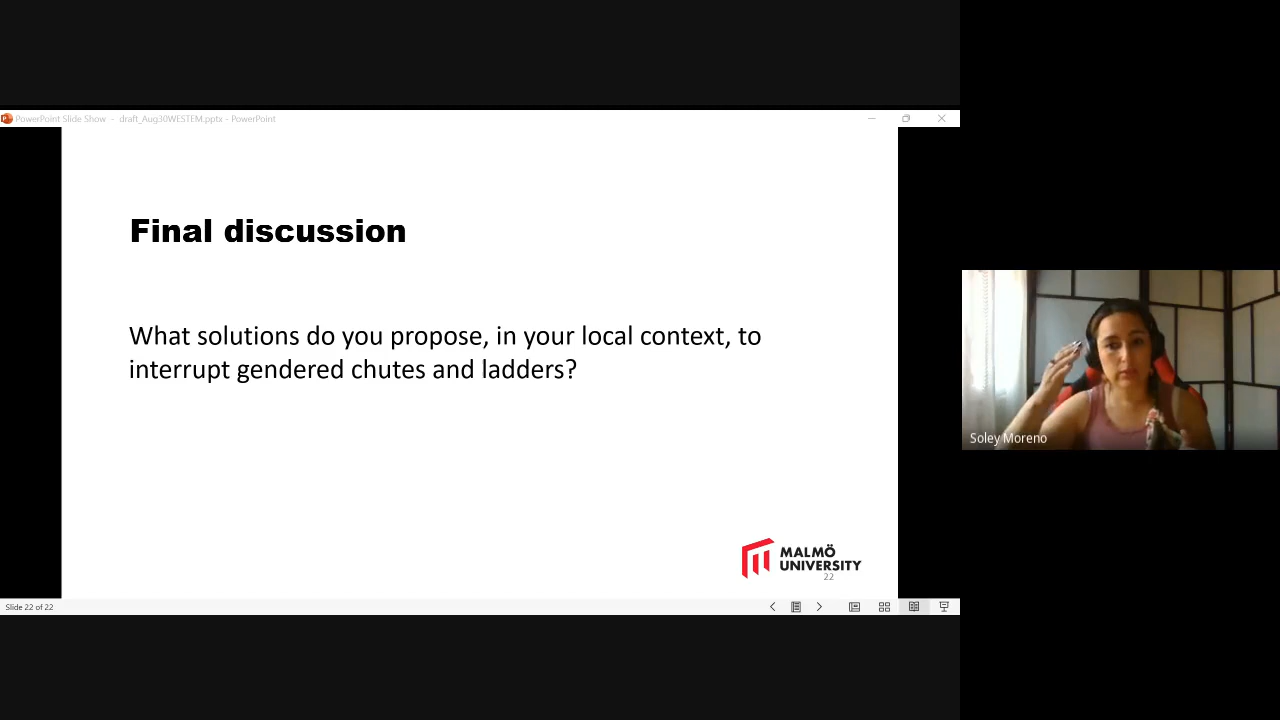 PowerPoint Slide Show - draft_Aug30WESTEM.pptx - PowerPoint
Final discussion
What solutions do you propose, in your local context, to
interrupt gendered chutes and ladders?
MALMÖ
UNIVERSITY
22
Slide 22 of 22
Soley Moreno